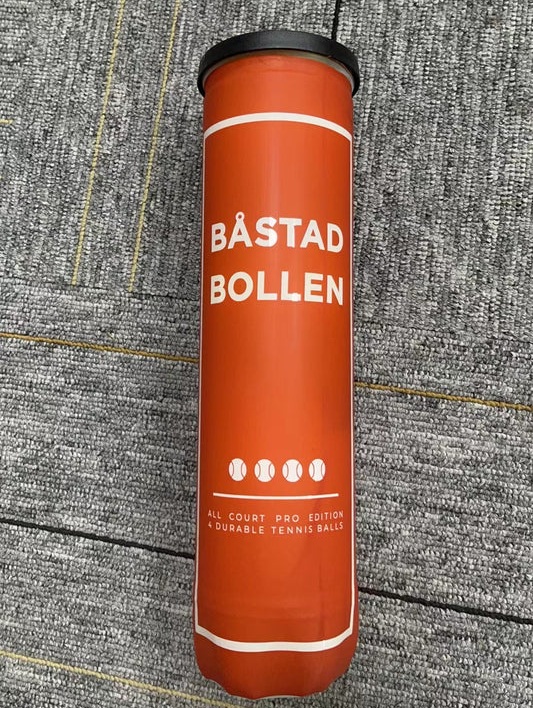 BÅSTAD
BOLLEN
ALL COURT PRO EDITION
4 DURABLE TENNIS BALLS